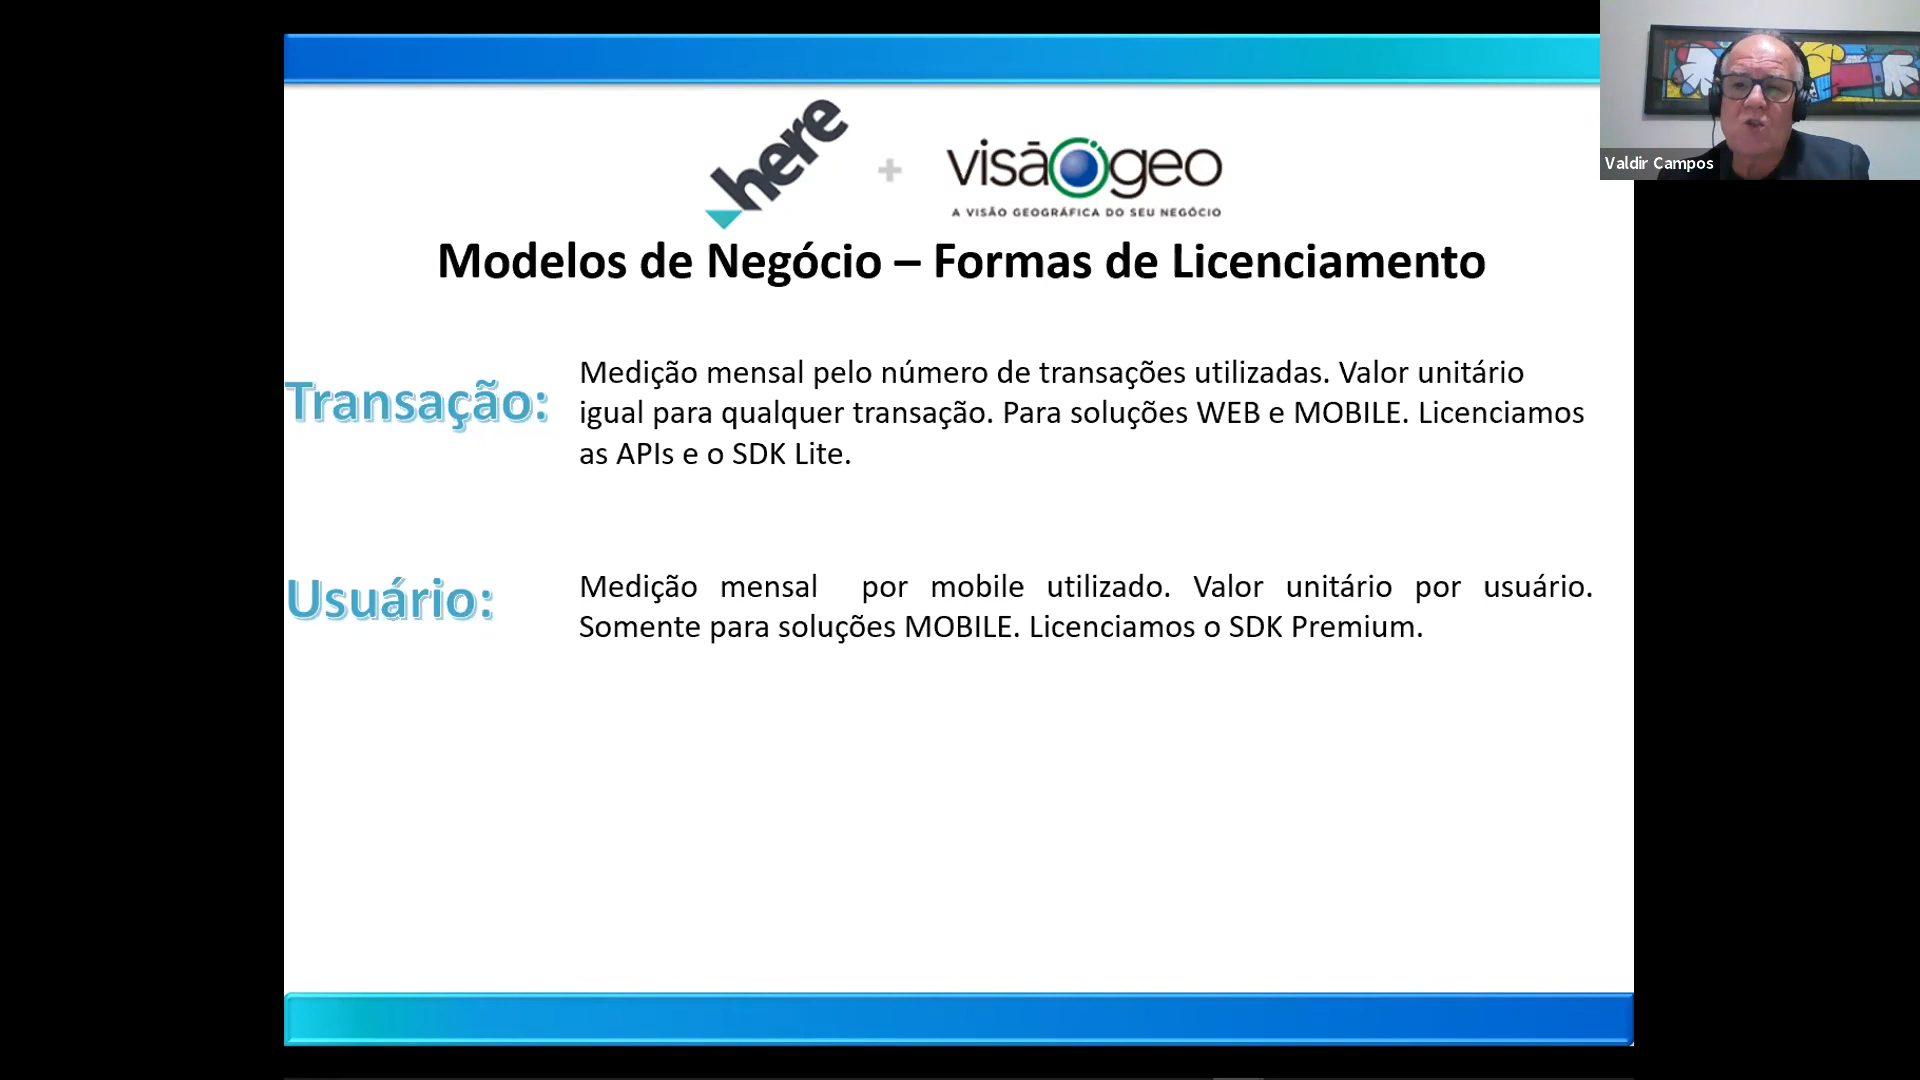 here
visãogeo
A VISÃO GEOGRÁFICA DO SEU NEGÓCIO
Valdir Campos
Modelos de Negócio – Formas de Licenciamento
Transação:
Medição mensal pelo número de transações utilizadas. Valor unitário
igual para qualquer transação. Para soluções WEB e MOBILE. Licenciamos
as APIs e o SDK Lite.
Usuário:
Medição mensal por mobile utilizado. Valor unitário por usuário.
Somente para soluções MOBILE. Licenciamos o SDK Premium.